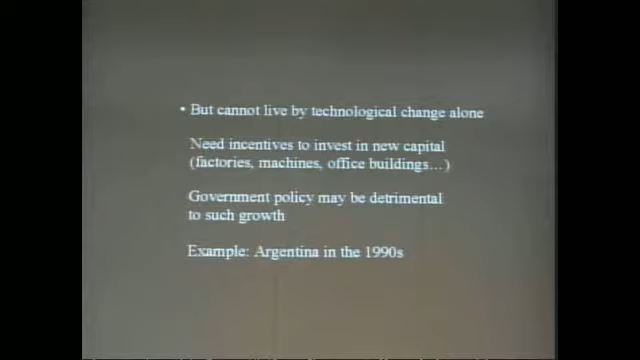 • But cannot live by technological change alone
Need incentives to invest in new capital
(factories, machines, office buildings…)
Government policy may be detrimental
to such growth
Example: Argentina in the 1990s